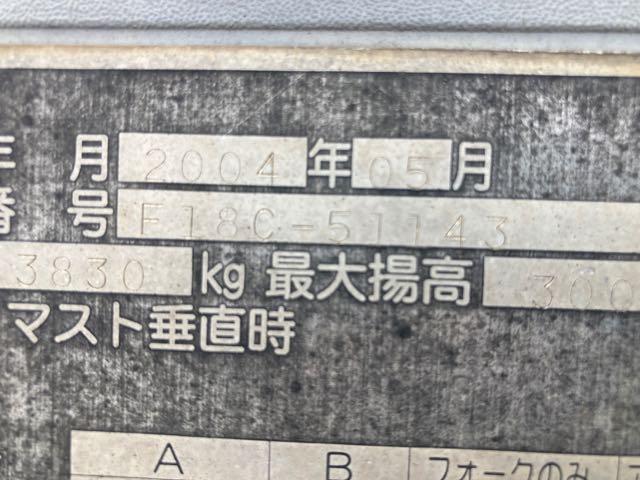 月 2004 年 05 月
号 F18C-51143
3830 kg 最大揚高 300
マスト垂直時
A B フォークのみ